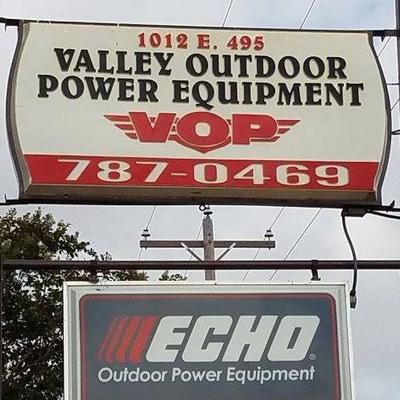 1012 E. 495
VALLEY OUTDOOR
POWER EQUIPMENT
VOP
787-0469
ECHO®
Outdoor Power Equipment